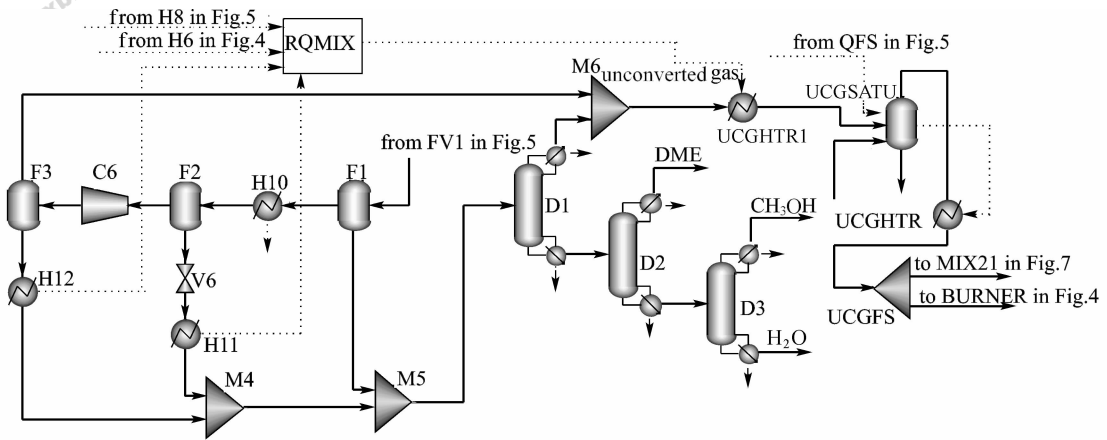 from H8 in Fig.5
from H6 in Fig.4
RQMIX
from QFS in Fig.5
M6
unconverted gas
UCGSATU
UCGHTR1
from FV1 in Fig.5
F3
C6
F2
H10
F1
DME
D1
CH₃OH
UCGHTR
H12
V6
D2
to MIX21 in Fig.7
D3
to BURNER in Fig.4
UCGFS
H11
H₂O
M4
M5